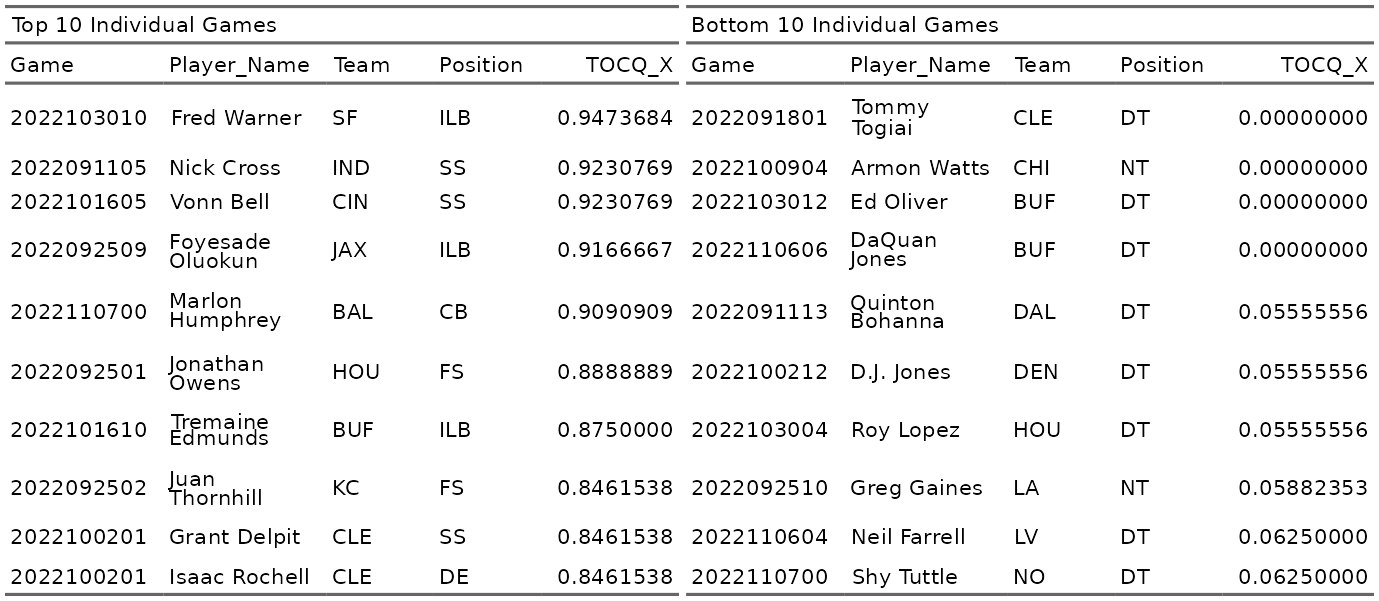 Top 10 Individual Games
Game Player_Name Team Position TOCQ_X
2022103010 Fred Warner SF ILB 0.9473684
2022091105 Nick Cross IND SS 0.9230769
2022101605 Vonn Bell CIN SS 0.9230769
2022092509 Foyesade Oluokun JAX ILB 0.9166667
2022110700 Marlon Humphrey BAL CB 0.9090909
2022092501 Jonathan Owens HOU FS 0.8888889
2022101610 Tremaine Edmunds BUF ILB 0.8750000
2022092502 Juan Thornhill KC FS 0.8461538
2022100201 Grant Delpit CLE SS 0.8461538
2022100201 Isaac Rochell CLE DE 0.8461538
Bottom 10 Individual Games
Game Player_Name Team Position TOCQ_X
2022091801 Tommy Togiai CLE DT 0.00000000
2022100904 Armon Watts CHI NT 0.00000000
2022103012 Ed Oliver BUF DT 0.00000000
2022110606 DaQuan Jones BUF DT 0.00000000
2022091113 Quinton Bohanna DAL DT 0.05555556
2022100212 D.J. Jones DEN DT 0.05555556
2022103004 Roy Lopez HOU DT 0.05555556
2022092510 Greg Gaines LA NT 0.05882353
2022110604 Neil Farrell LV DT 0.06250000
2022110700 Shy Tuttle NO DT 0.06250000